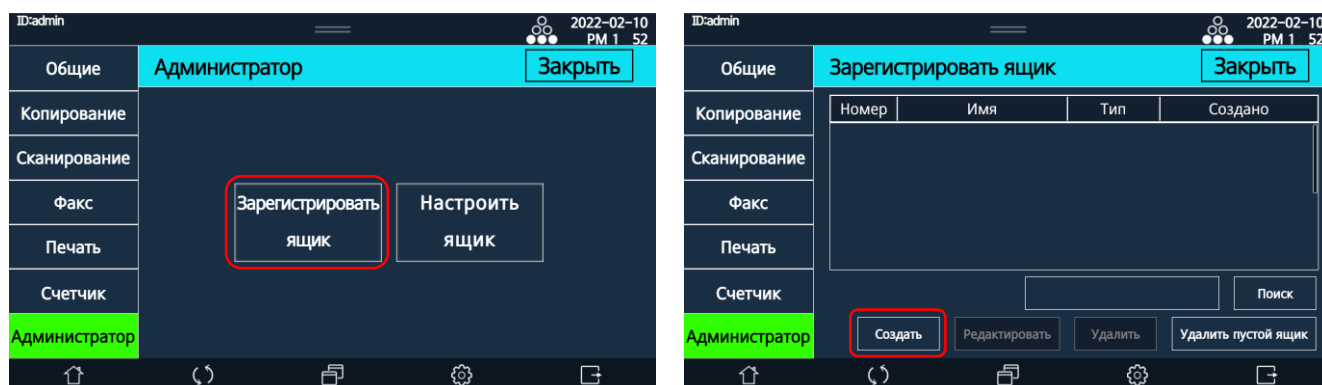 ID:admin
2022-02-10
PM 1 52
Общие
Администратор
Закрыть
Копирование
Сканирование
Факс
Зарегистрировать
ящик
Настроить
ящик
Печать
Счетчик
Администратор
ID:admin
2022-02-10
PM 1 52
Общие
Зарегистрировать ящик
Закрыть
Копирование
Номер Имя Тип Создано
Сканирование
Факс
Печать
Счетчик
Поиск
Администратор
Создать Редактировать Удалить Удалить пустой ящик